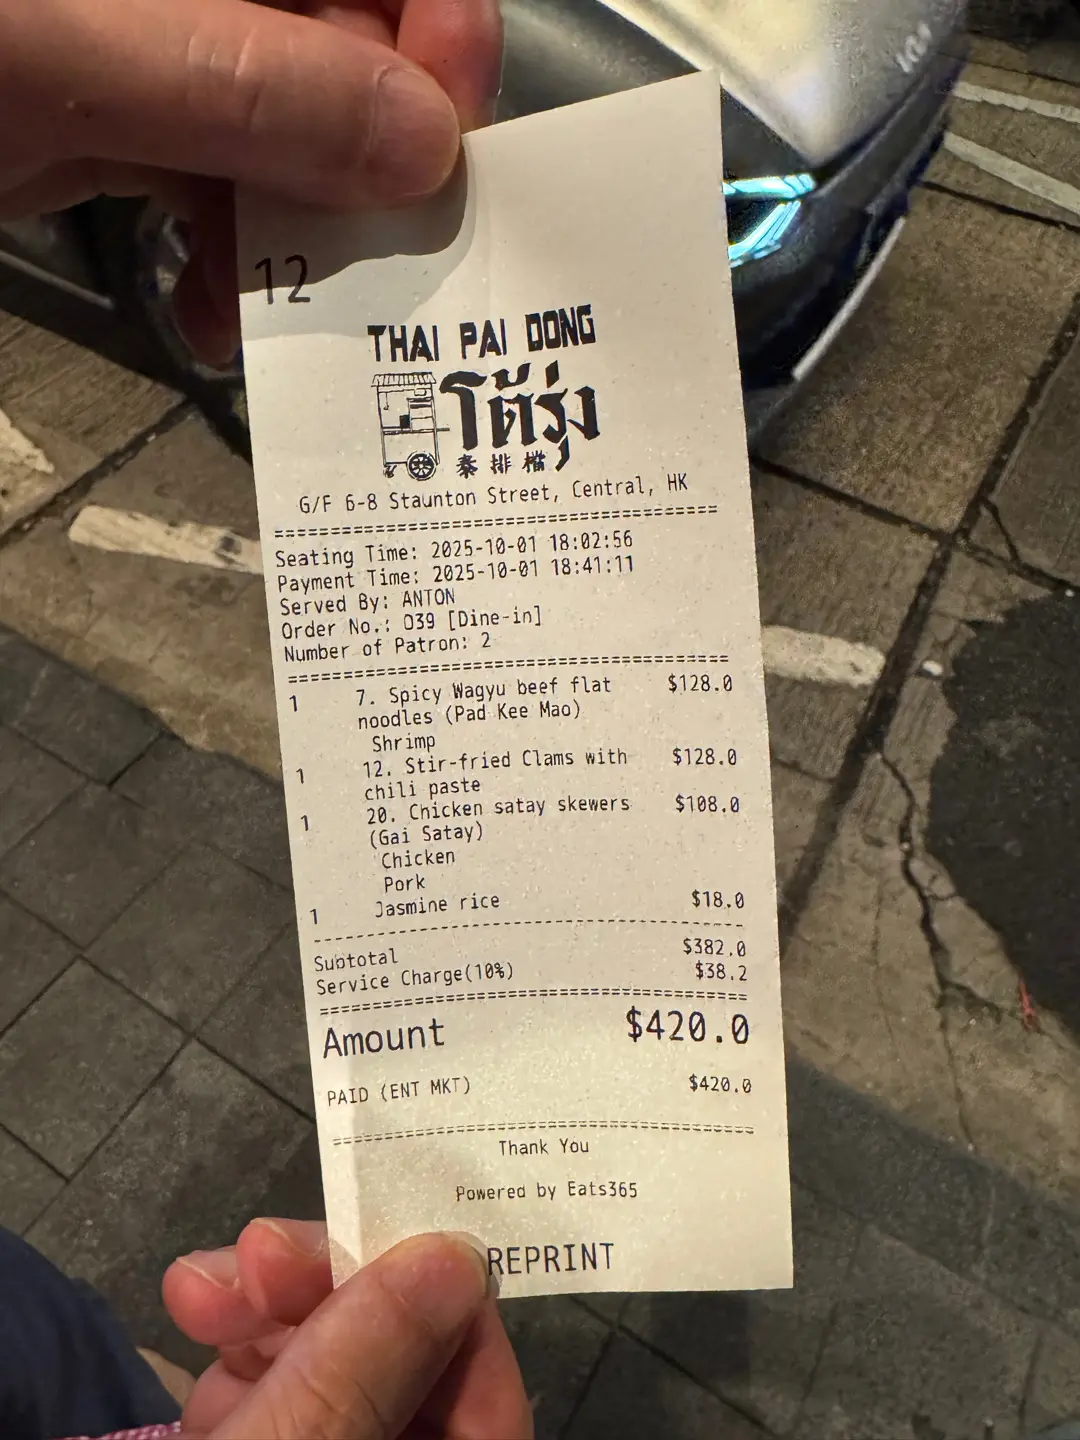 12
THAI PAI DONG
โต้รุ่ง
泰排檔
G/F 6-8 Staunton Street, Central, HK
Seating Time: 2025-10-01 18:02:56
Payment Time: 2025-10-01 18:41:11
Served By: ANTON
Order No.: 039 [Dine-in]
Number of Patron: 2
1 7. Spicy Wagyu beef flat $128.0
noodles (Pad Kee Mao)
Shrimp
1 12. Stir-fried Clams with $128.0
chili paste
1 20. Chicken satay skewers $108.0
(Gai Satay)
Chicken
Pork
1 Jasmine rice $18.0
Subtotal $382.0
Service Charge(10%) $38.2
Amount $420.0
PAID (ENT MKT) $420.0
Thank You
Powered by Eats365
REPRINT